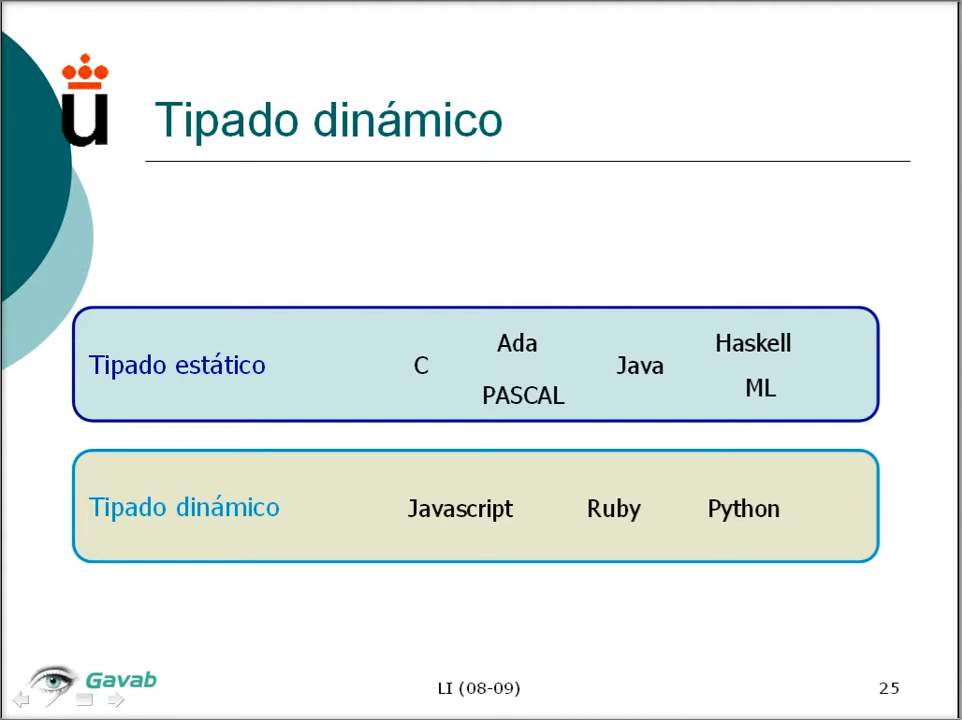 u
Tipado dinámico
Tipado estático
C
Ada
PASCAL
Java
Haskell
ML
Tipado dinámico
Javascript
Ruby
Python
Gavab
LI (08-09)
25